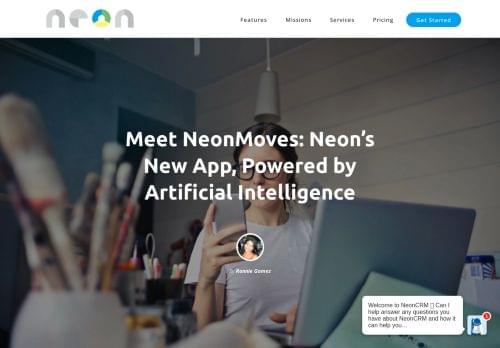 neon
Features
Missions
Services
Pricing
Get Started
Meet NeonMoves: Neon's
New App, Powered by
Artificial Intelligence
By Ronnie Gomez
Welcome to NeonCRM ▯ Can I
help answer any questions you
have about NeonCRM and how it
can help you...
1